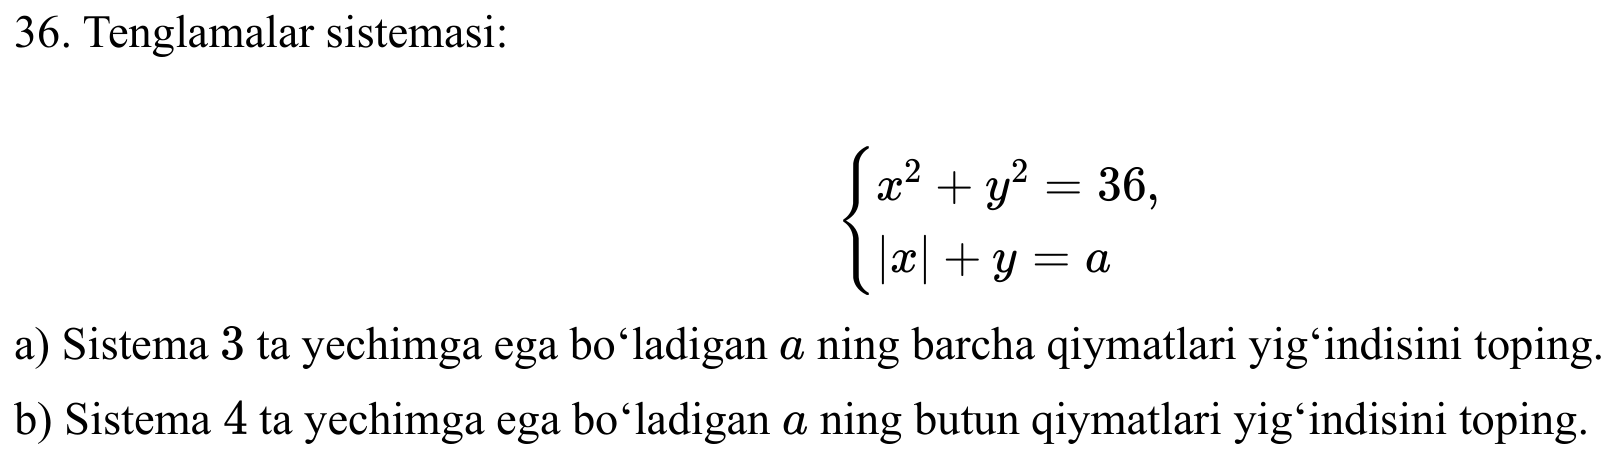 36. Tenglamalar sistemasi:
{x² + y² = 36,
|x| + y = a
a) Sistema 3 ta yechimga ega bo‘ladigan a ning barcha qiymatlari yig‘indisini toping.
b) Sistema 4 ta yechimga ega bo‘ladigan a ning butun qiymatlari yig‘indisini toping.